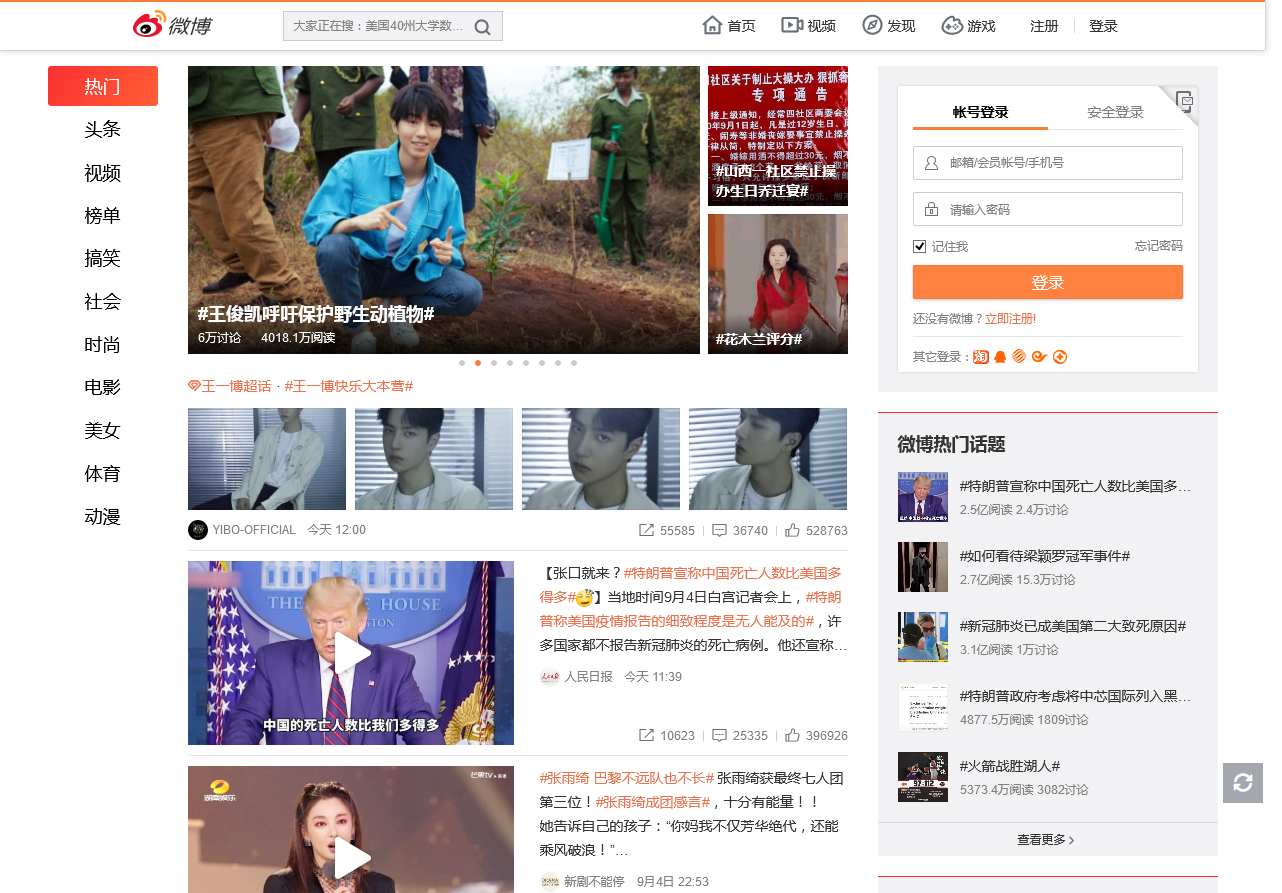 微博
大家正在搜：美国40州大学数...
首页
视频
发现
游戏
注册
登录
热门
头条
视频
榜单
搞笑
社会
时尚
电影
美女
体育
动漫
#王俊凯呼吁保护野生动植物#
6万讨论 4018.1万阅读
社区关于制止大操大办 狠抓奢
专项通告
#山西一社区禁止操
办生日乔迁宴#
#花木兰评分#
王一博超话 · #王一博快乐大本营#
YIBO-OFFICIAL 今天 12:00
55585 36740 528763
【张口就来？#特朗普宣称中国死亡人数比美国多
得多#】当地时间9月4日白宫记者会上，#特朗
普称美国疫情报告的细致程度是无人能及的#，许
多国家都不报告新冠肺炎的死亡病例。他还宣称...
THE WHITE HOUSE
中国的死亡人数比我们多得多
人民日报 今天 11:39
10623 25335 396926
#张雨绮 巴黎不远队也不长# 张雨绮获最终七人团
第三位！#张雨绮成团感言#，十分有能量！！
她告诉自己的孩子：“你妈我不仅芳华绝代，还能
乘风破浪！”...
湖南娱乐
芒果tv
新剧不能停 9月4日 22:53
帐号登录
安全登录
邮箱/会员帐号/手机号
请输入密码
记住我
忘记密码
登录
还没有微博？立即注册!
其它登录：
淘
微博热门话题
#特朗普宣称中国死亡人数比美国多...
2.5亿阅读 2.4万讨论
#如何看待梁颖罗冠军事件#
2.7亿阅读 15.3万讨论
#新冠肺炎已成美国第二大致死原因#
3.1亿阅读 1万讨论
#特朗普政府考虑将中芯国际列入黑...
4877.5万阅读 1809讨论
#火箭战胜湖人#
5373.4万阅读 3082讨论
查看更多